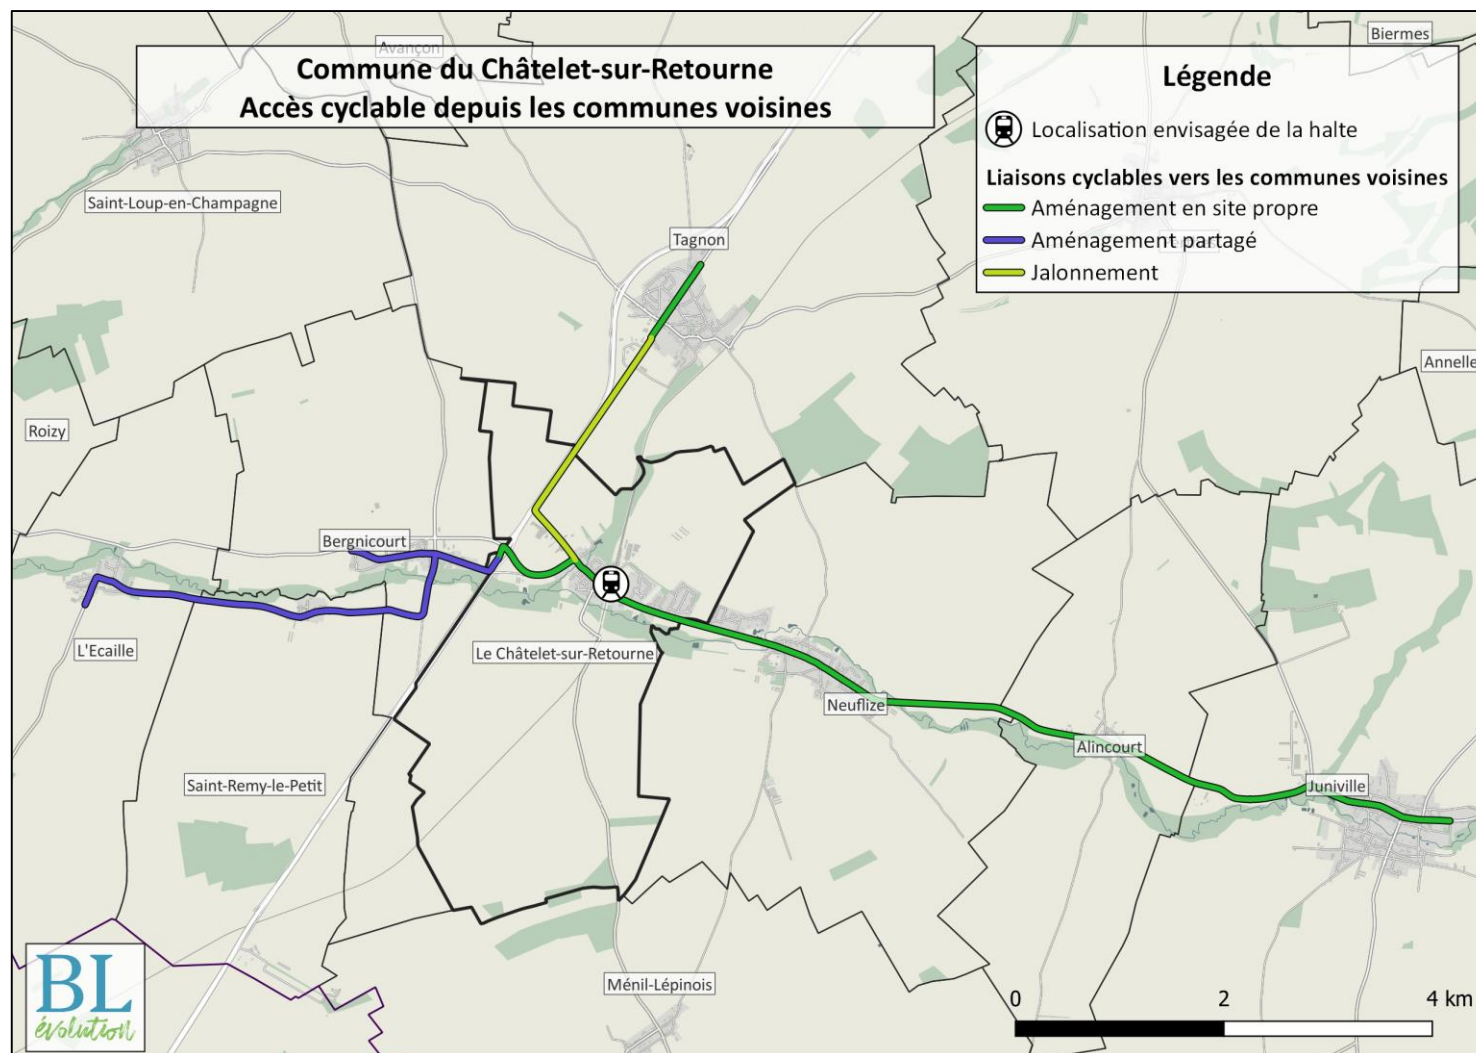 Avançon
Biermes
Commune du Châtelet-sur-Retourne
Accès cyclable depuis les communes voisines
Légende
Localisation envisagée de la halte
Liaisons cyclables vers les communes voisines
Aménagement en site propre
Aménagement partagé
Jalonnement
Saint-Loup-en-Champagne
Tagnon
Annelle
Roizy
Bergnicourt
L'Ecaille
Le Châtelet-sur-Retourne
Neuflize
Alincourt
Saint-Remy-le-Petit
Juniville
Ménil-Lépinois
BL
évolution
0 2 4 km